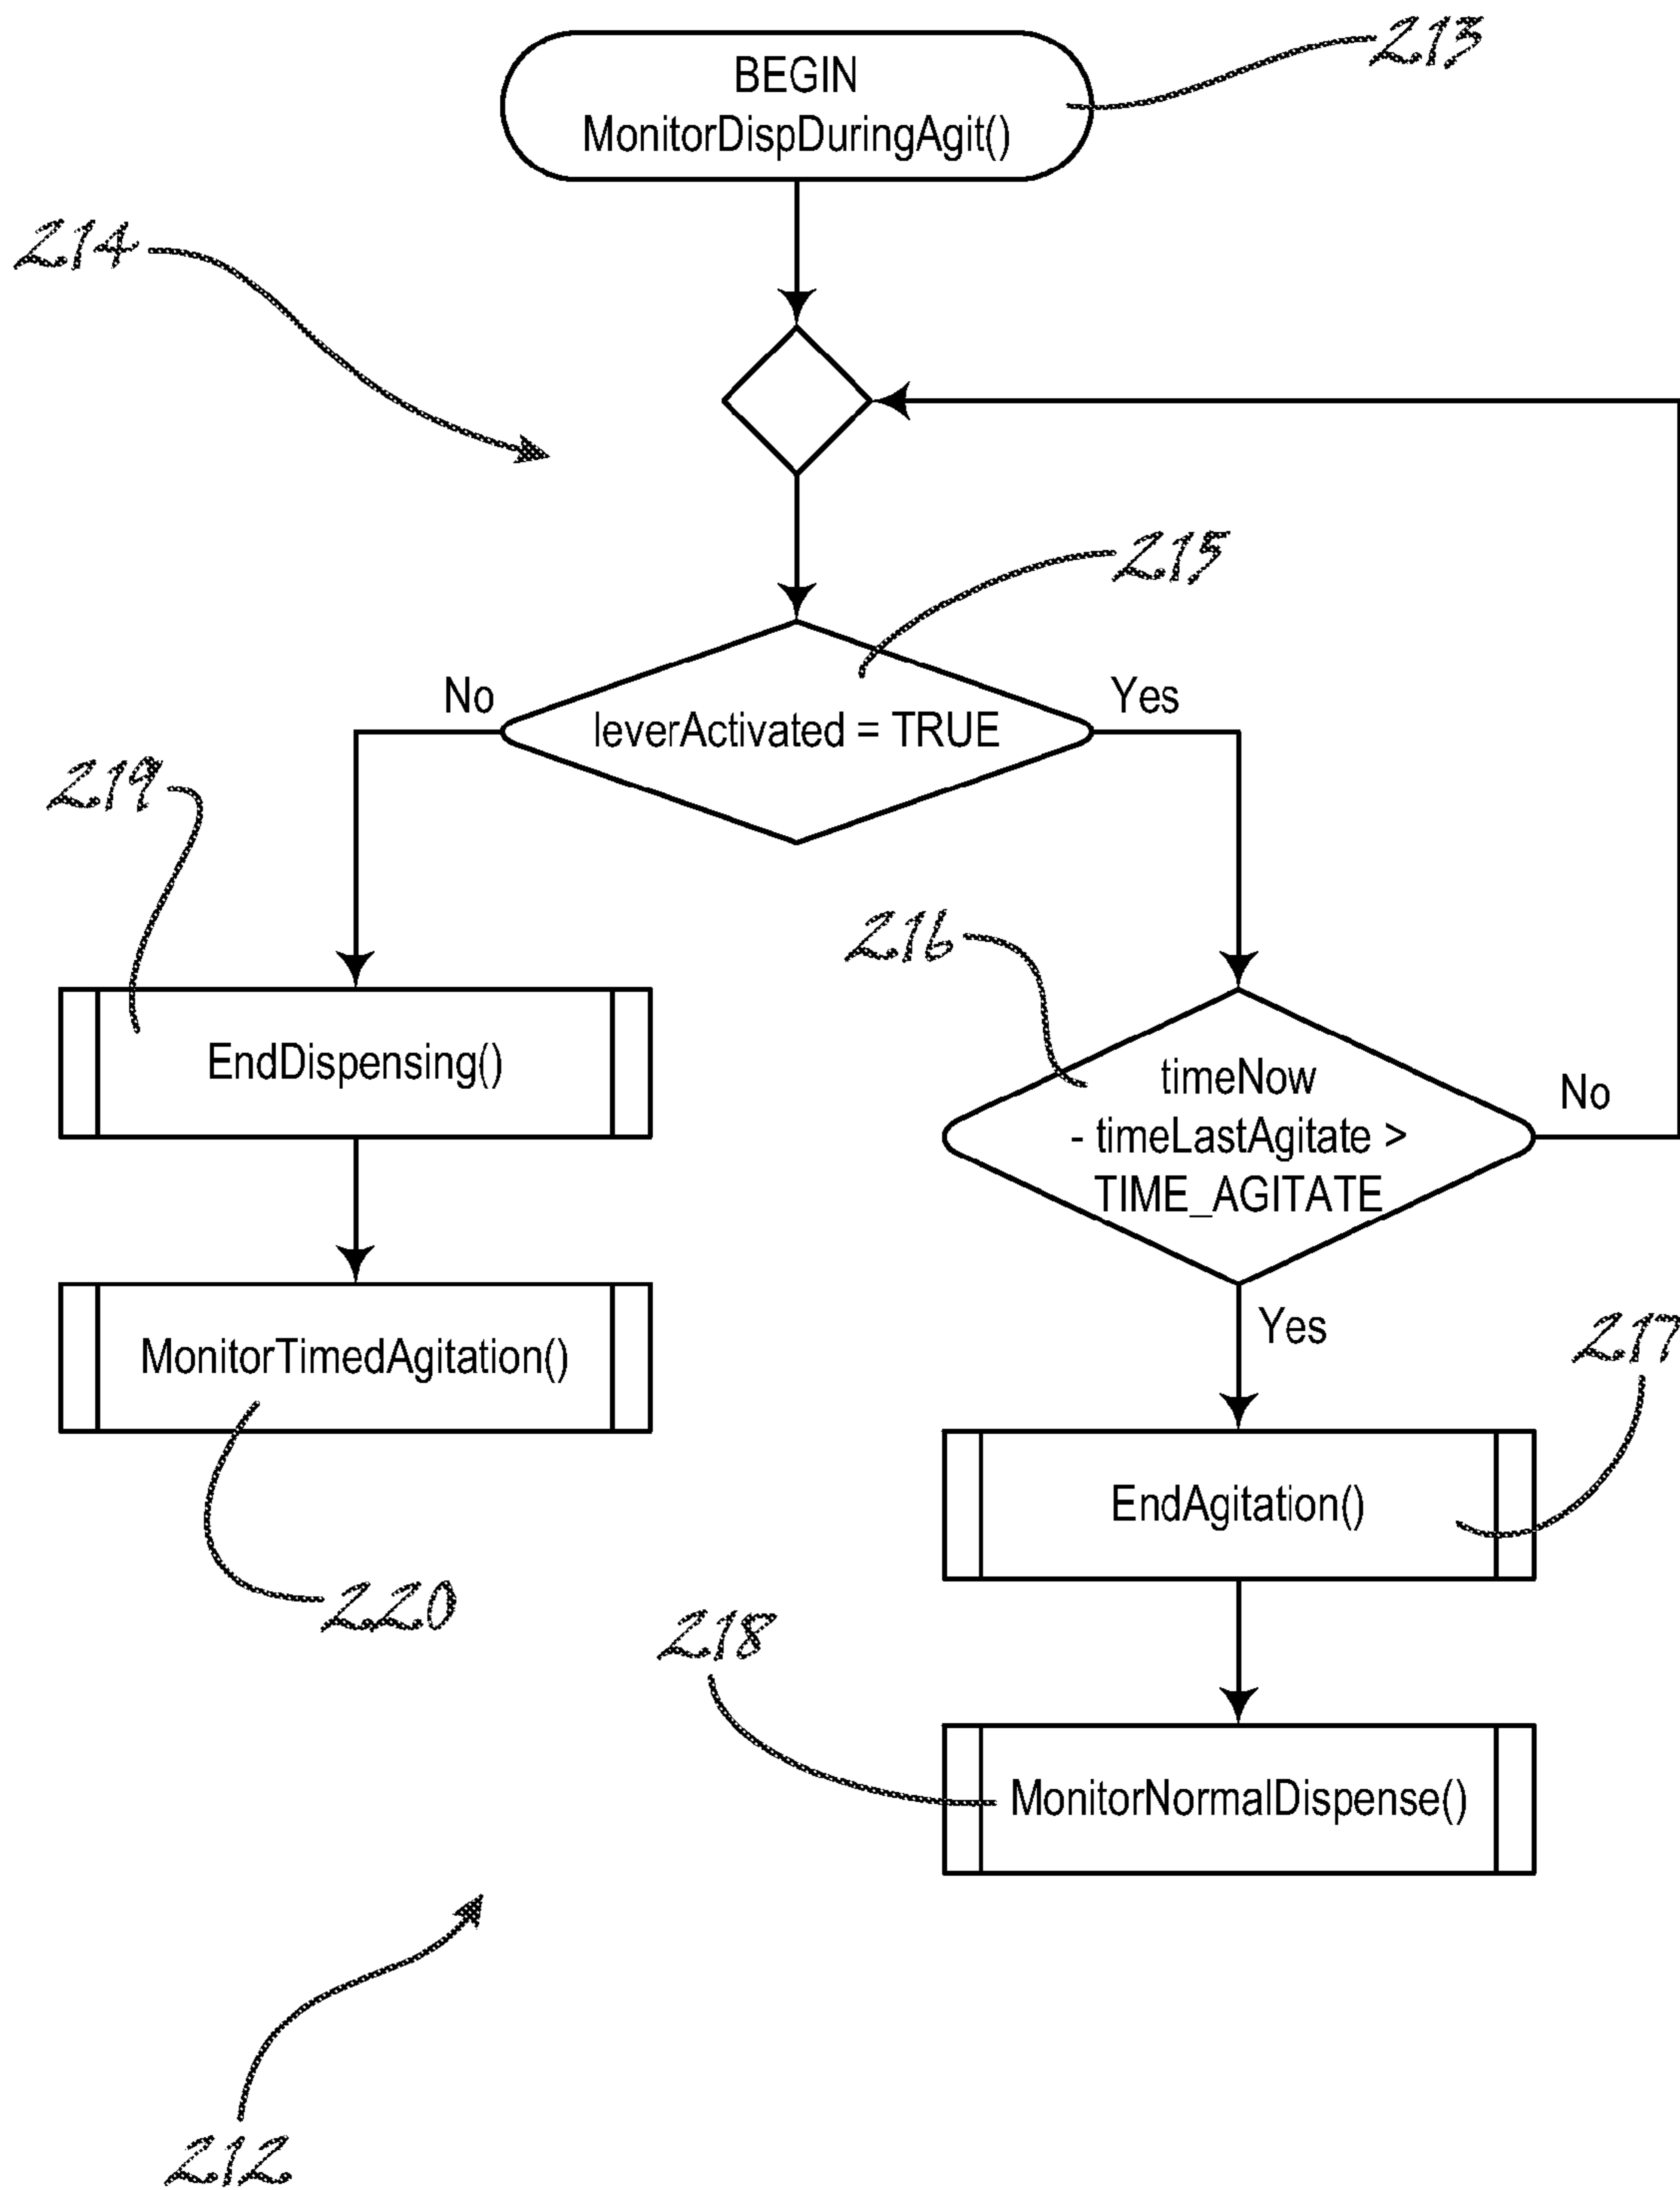 213
BEGIN
MonitorDispDuringAgit()
214
215
No
Yes
leverActivated = TRUE
219
216
EndDispensing()
timeNow
- timeLastAgitate >
TIME_AGITATE
No
MonitorTimedAgitation()
Yes
217
EndAgitation()
220
218
MonitorNormalDispense()
212